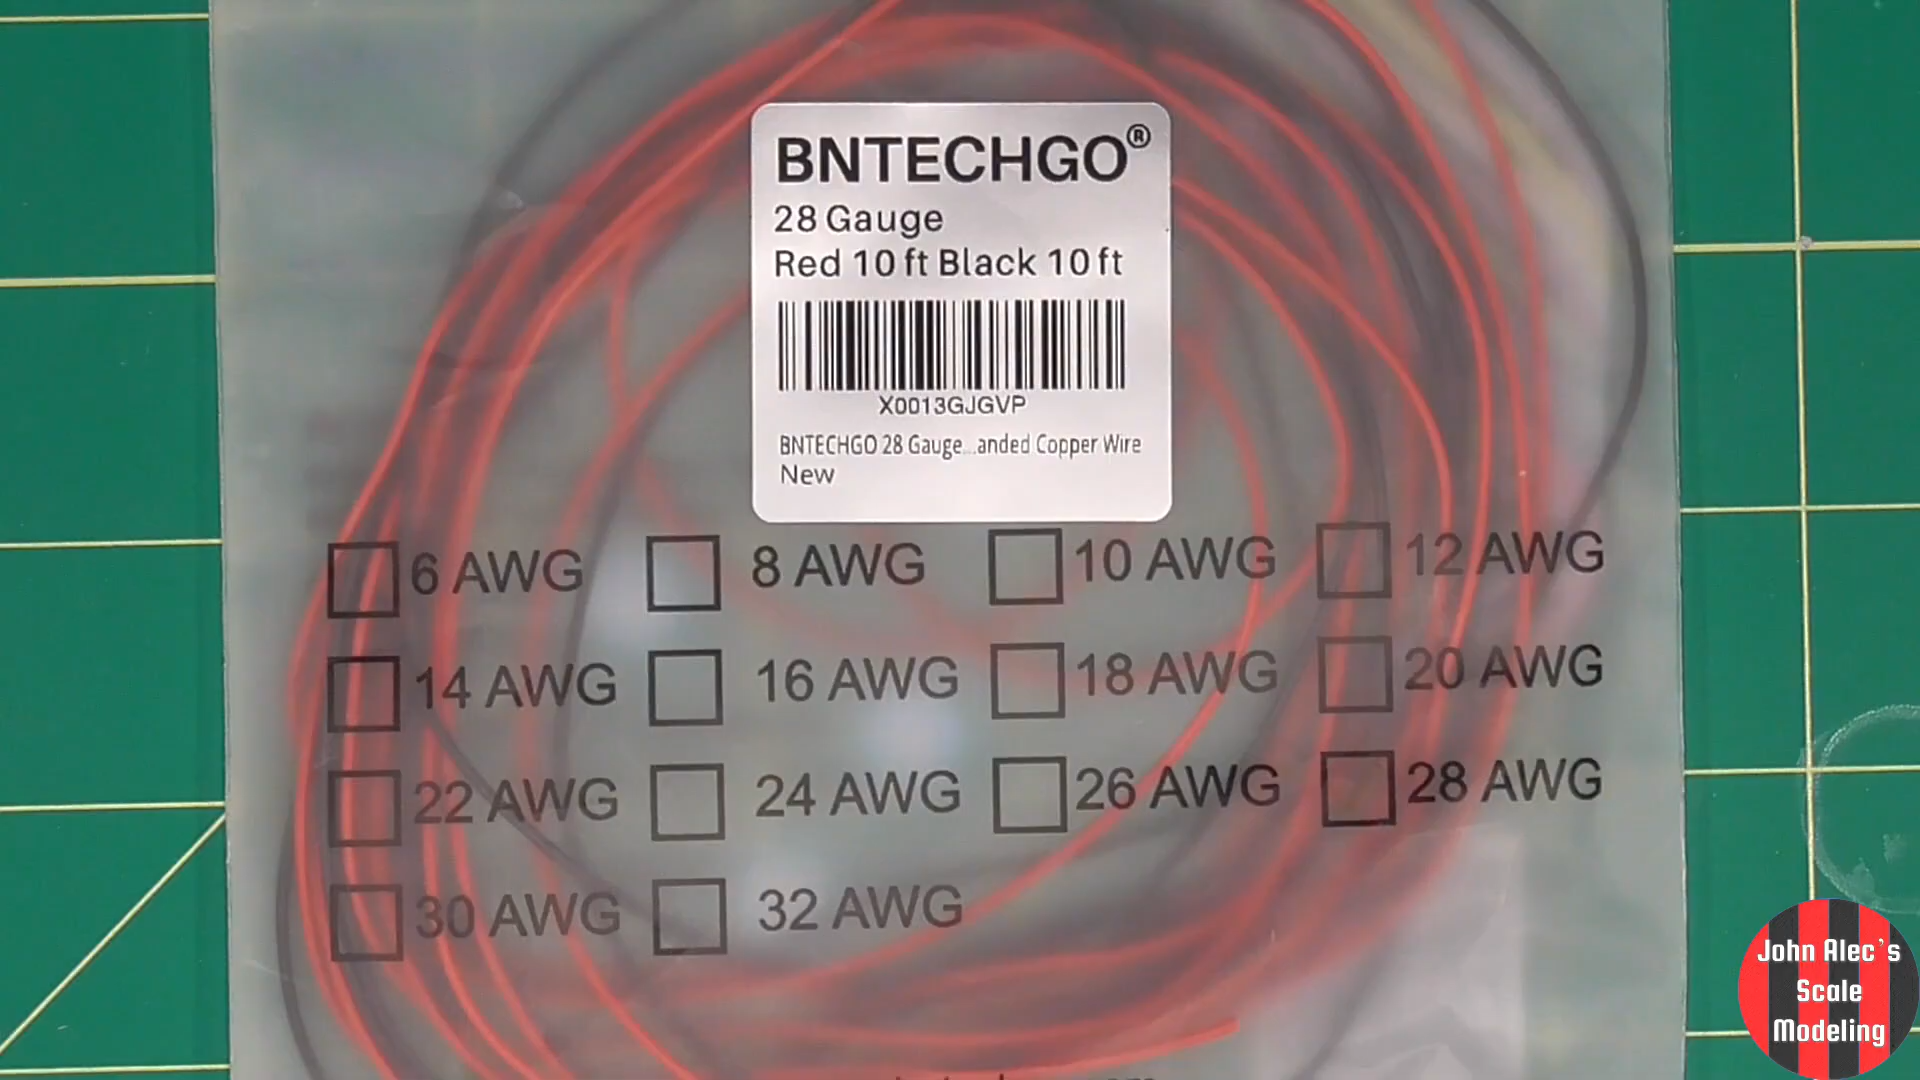 BNTECHGO®
28 Gauge
Red 10 ft Black 10 ft
X0013GJGVP
BNTECHGO 28 Gauge...anded Copper Wire
New
6 AWG 8 AWG 10 AWG 12 AWG
14 AWG 16 AWG 18 AWG 20 AWG
22 AWG 24 AWG 26 AWG 28 AWG
30 AWG 32 AWG
John Alec's
Scale
Modeling